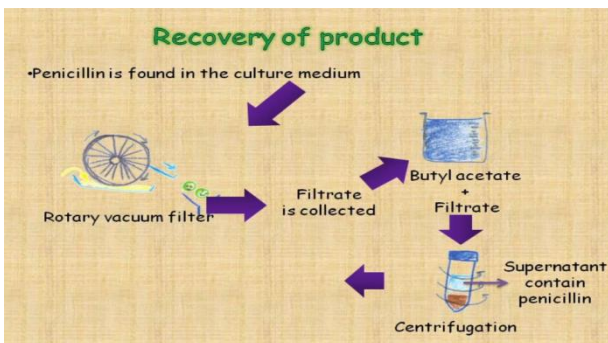 Recovery of product
•Penicillin is found in the culture medium
Rotary vacuum filter
Filtrate
is collected
Butyl acetate
+
Filtrate
Supernatant
contain
penicillin
Centrifugation